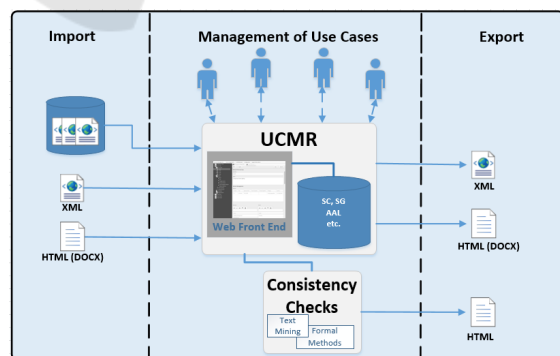 Import
Management of Use Cases
Export
UCMR
Web Front End
SC, SG
AAL
etc.
XML
HTML (DOCX)
XML
HTML (DOCX)
Consistency
Checks
Text
Mining
Formal
Methods
HTML